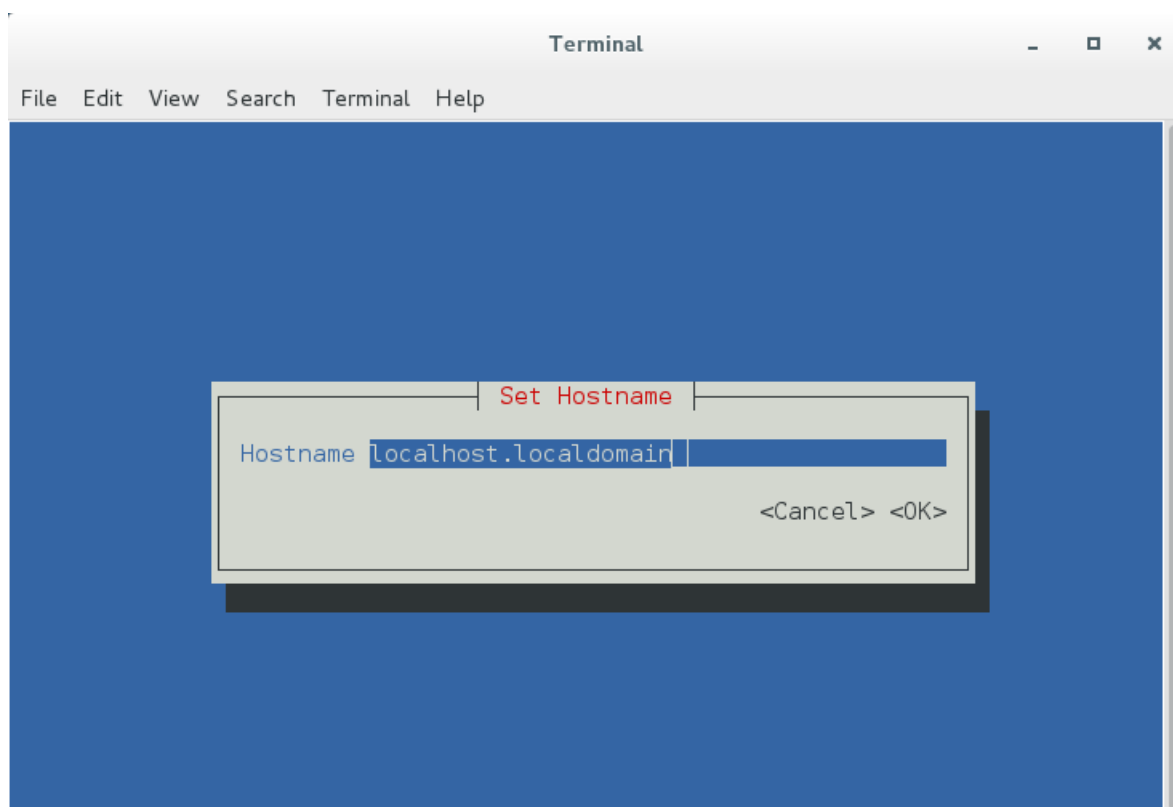 Terminal
File Edit View Search Terminal Help
Set Hostname
Hostname localhost.localdomain
<Cancel> <OK>